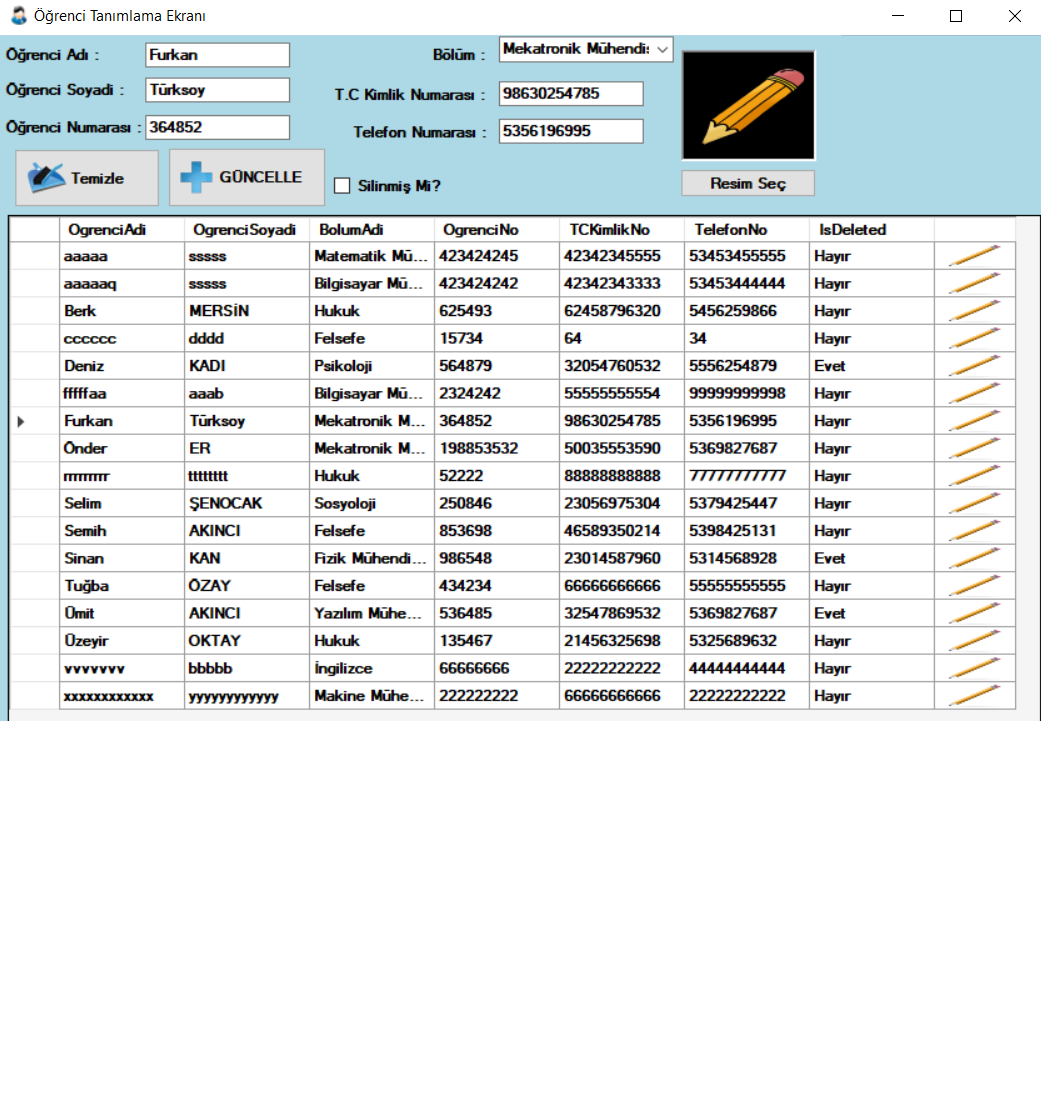 Öğrenci Tanımlama Ekranı
Öğrenci Adı : Furkan Bölüm : Mekatronik Mühendi
Öğrenci Soyadi : Türksoy T.C Kimlik Numarası : 98630254785
Öğrenci Numarası : 364852 Telefon Numarası : 5356196995
Temizle GÜNCELLE Silinmiş Mi? Resim Seç
OgrenciAdi OgrenciSoyadi BolumAdi OgrenciNo TCKimlikNo TelefonNo IsDeleted
aaaaa sssss Matematik Mü... 423424245 42342345555 53453455555 Hayır
aaaaaq sssss Bilgisayar Mü... 423424242 42342343333 53453444444 Hayır
Berk MERSİN Hukuk 625493 62458796320 5456259866 Hayır
cccccc dddd Felsefe 15734 64 34 Hayır
Deniz KADI Psikoloji 564879 32054760532 5556254879 Evet
fffffaa aaab Bilgisayar Mü... 2324242 55555555554 99999999998 Hayır
Furkan Türksoy Mekatronik M... 364852 98630254785 5356196995 Hayır
Önder ER Mekatronik M... 198853532 50035553590 5369827687 Hayır
rrrrrrrrr tttttttt Hukuk 52222 88888888888 77777777777 Hayır
Selim ŞENOCAK Sosyoloji 250846 23056975304 5379425447 Hayır
Semih AKINCI Felsefe 853698 46589350214 5398425131 Hayır
Sinan KAN Fizik Mühendi... 986548 23014587960 5314568928 Evet
Tuğba ÖZAY Felsefe 434234 66666666666 55555555555 Hayır
Ümit AKINCI Yazılım Mühe... 536485 32547869532 5369827687 Evet
Üzeyir OKTAY Hukuk 135467 21456325698 5325689632 Hayır
vvvvvvv bbbbb İngilizce 66666666 22222222222 44444444444 Hayır
xxxxxxxxxxxx yyyyyyyyyyyy Makine Mühe... 222222222 66666666666 22222222222 Hayır